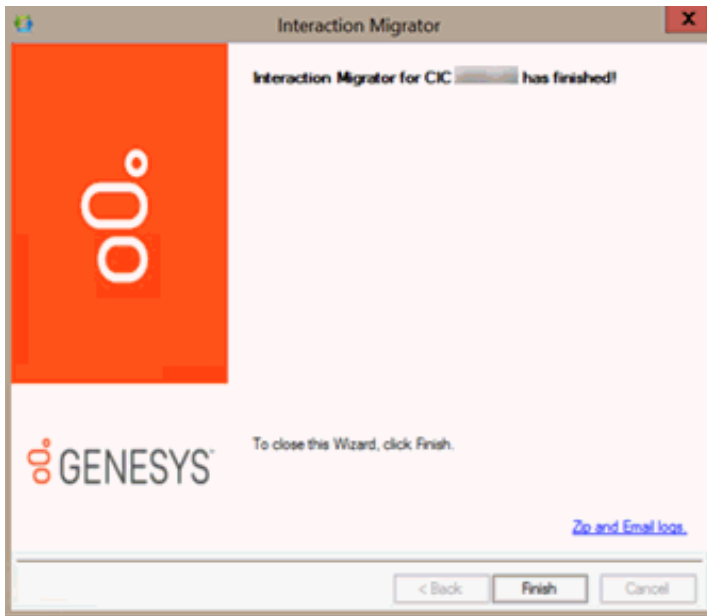 Interaction Migrator
X
Interaction Migrator for CIC has finished!
GENESYS™
To close this Wizard, click Finish.
Zip and Email logs.
< Back Finish Cancel